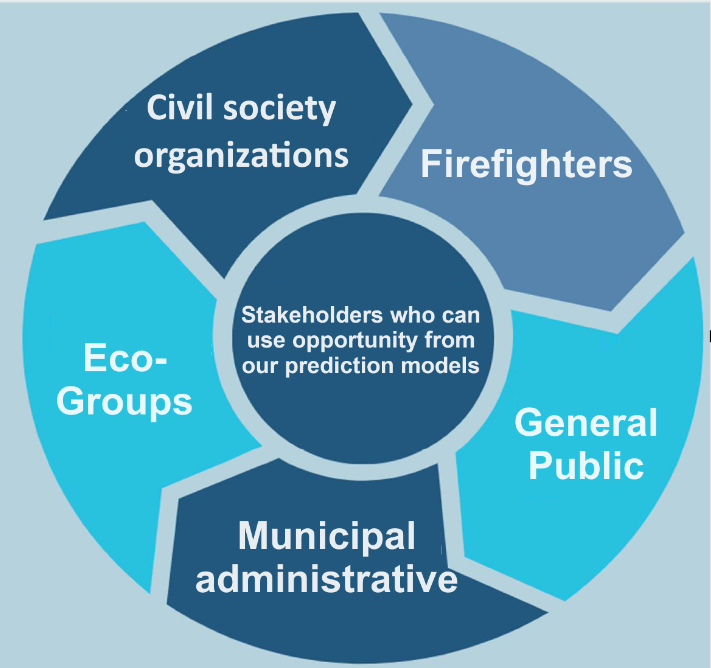 Civil society
organizations
Firefighters
Stakeholders who can
use opportunity from
our prediction models
Eco-
Groups
General
Public
Municipal
administrative